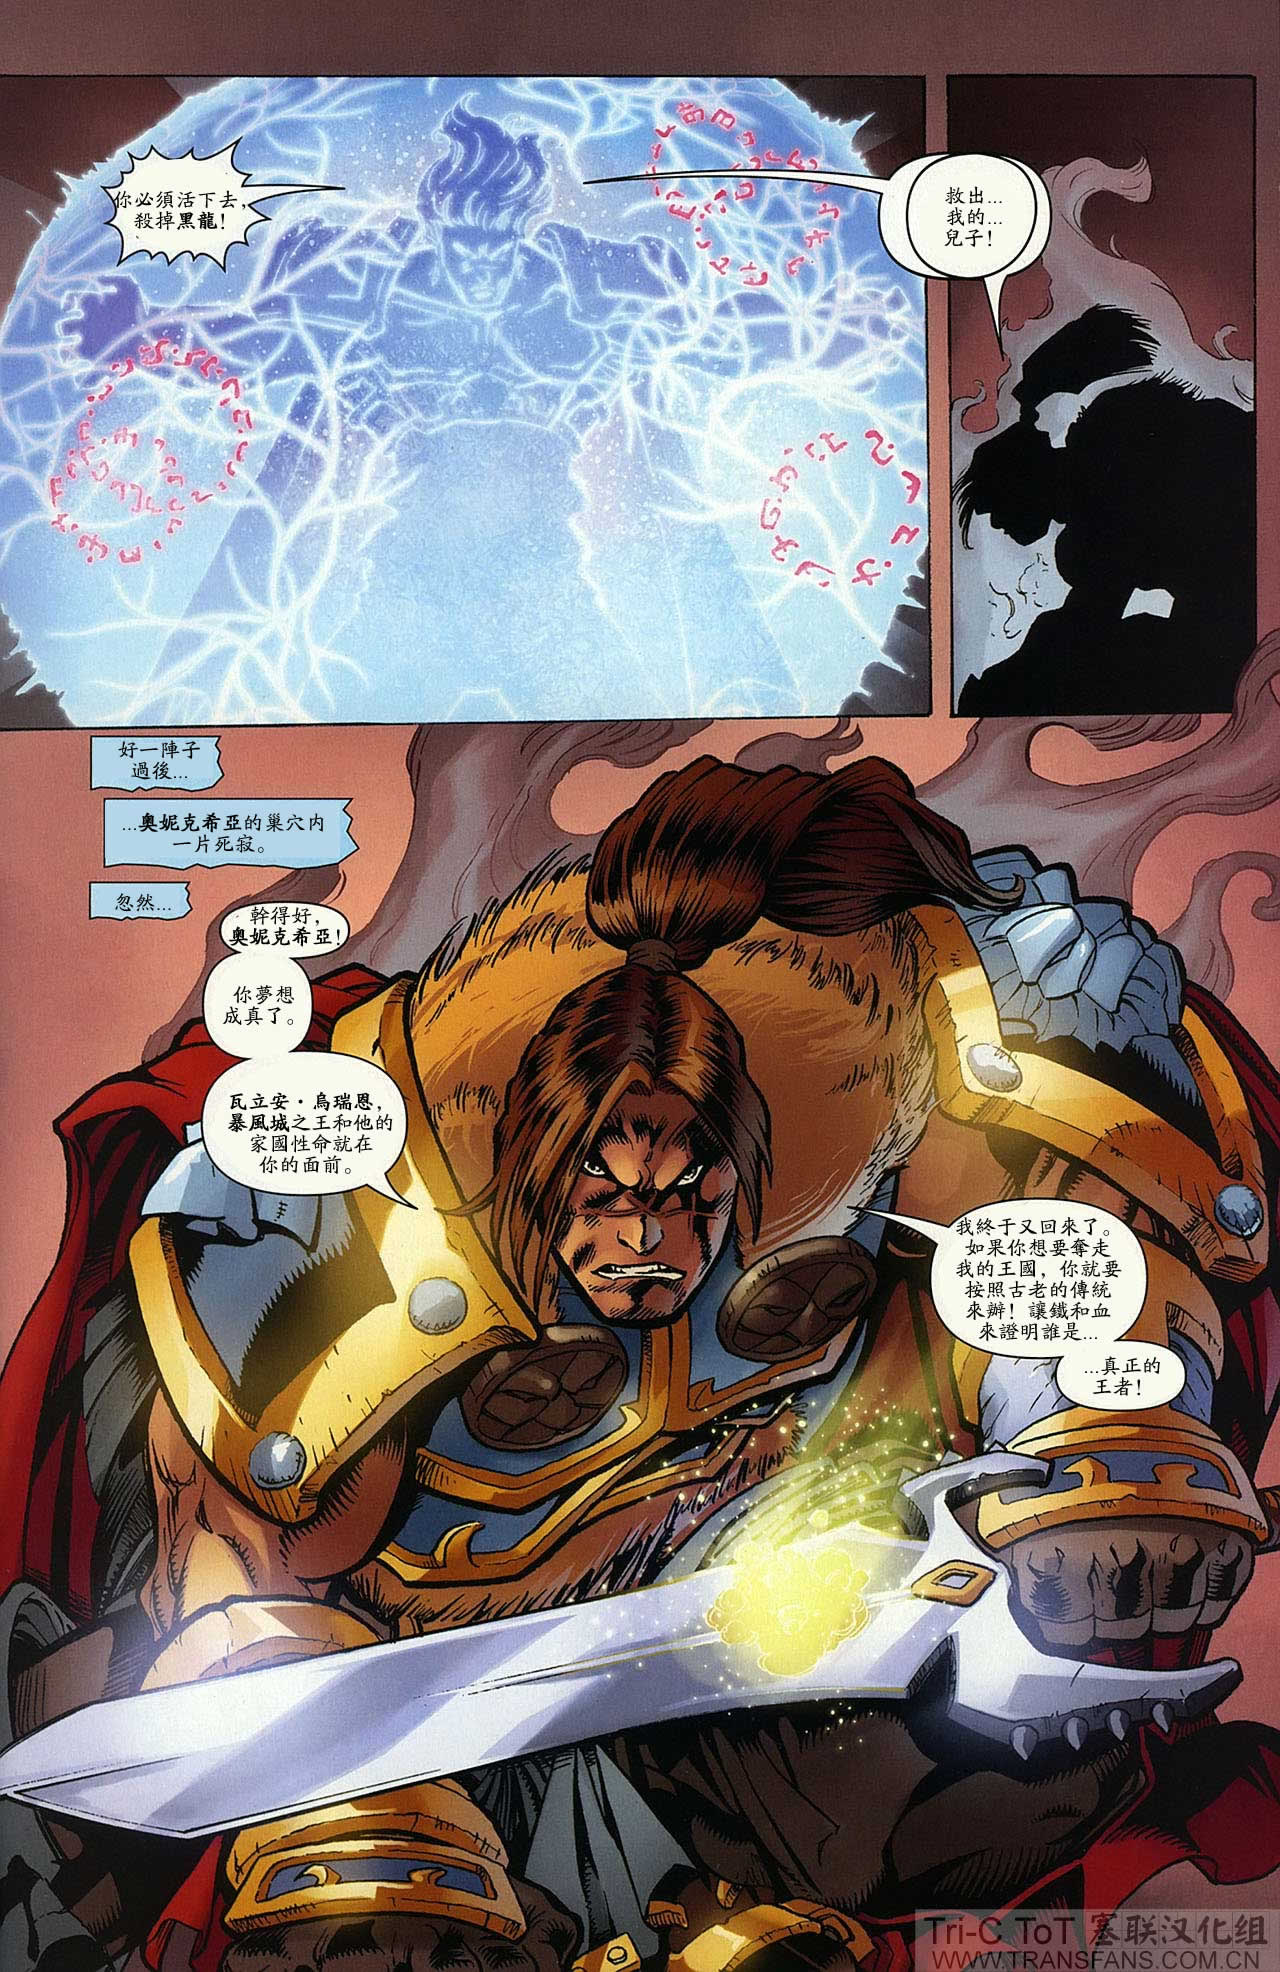 你必須活下去,
殺掉黑龍!
救出...
我的...
兒子!
好一陣子
過後...
...奧妮克希亞的巢穴内
一片死寂。
忽然...
幹得好,
奧妮克希亞!
你夢想
成真了。
瓦立安·烏瑞恩,
暴風城之王和他的
家國性命就在
你的面前。
我終于又回來了。
如果你想要奪走
我的王國, 你就要
按照古老的傳統
來辦! 讓鐵和血
來證明誰是...
...真正的
王者!
Tri-C ToT 塞联汉化组
WWW.TRANSFANS.COM.CN